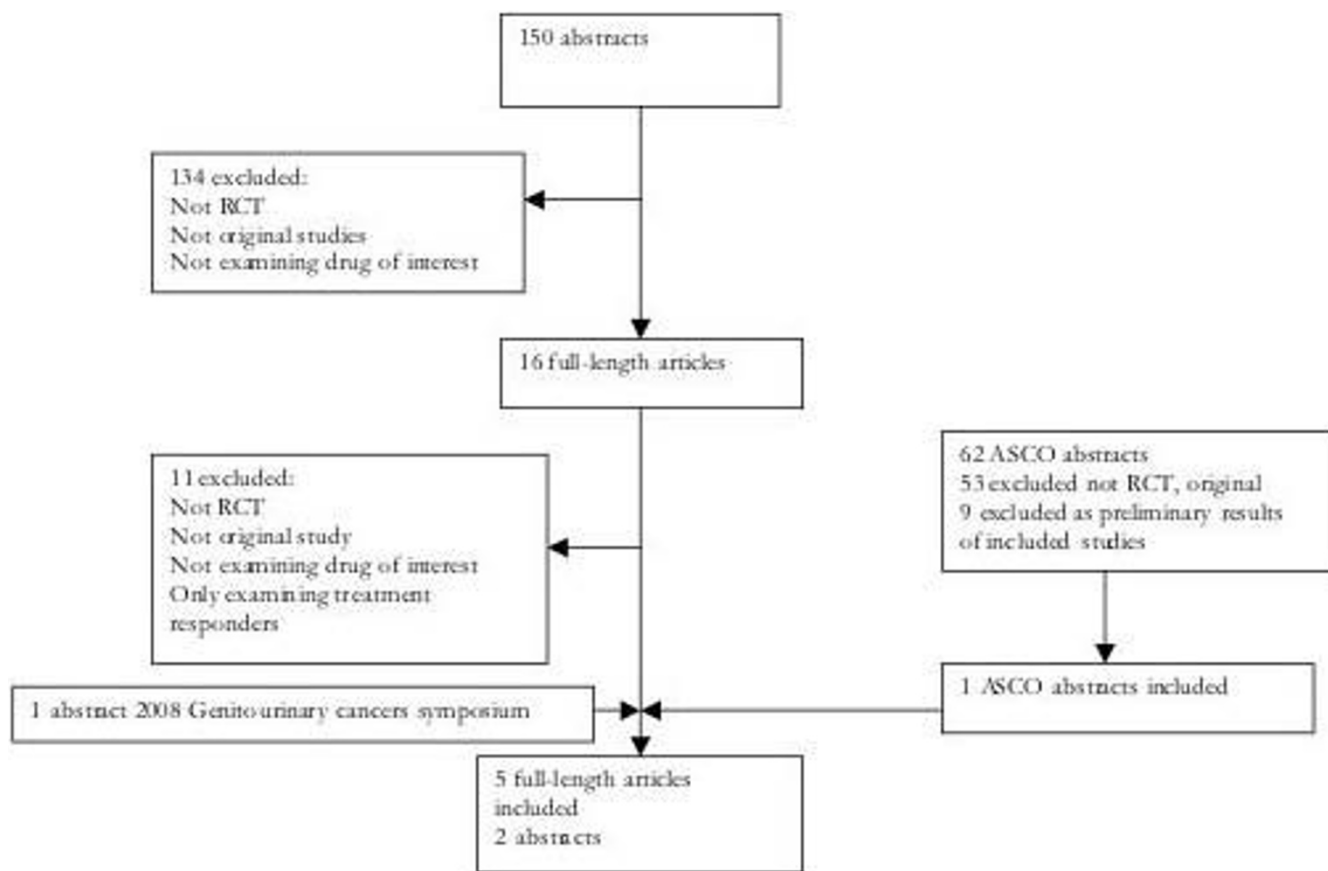 150 abstracts
134 excluded:
Not RCT
Not original studies
Not examining drug of interest
16 full-length articles
11 excluded:
Not RCT
Not original study
Not examining drug of interest
Only examining treatment
responders
62 ASCO abstracts
53 excluded not RCT, original
9 excluded as preliminary results
of included studies
1 ASCO abstracts included
1 abstract 2008 Genitourinary cancers symposium
5 full-length articles
included
2 abstracts